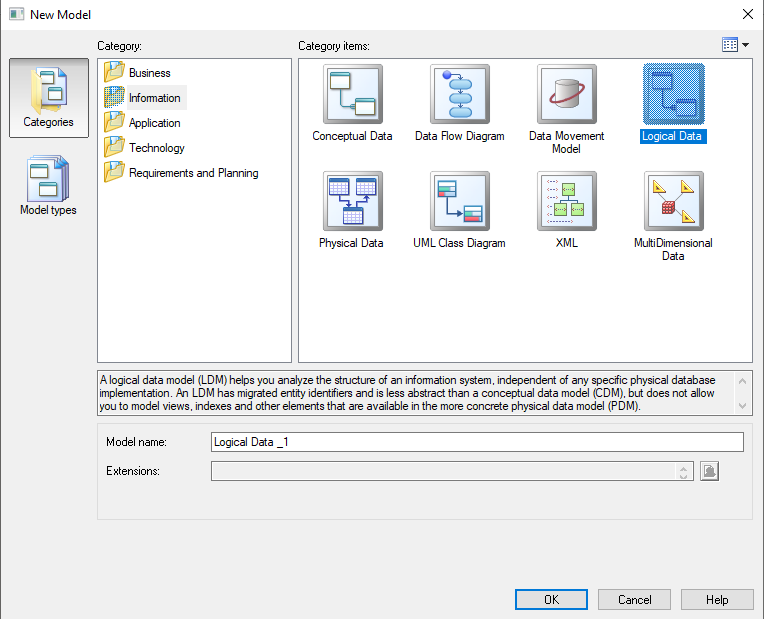 New Model
Category:
Category items:
Categories
Model types
Business
Information
Application
Technology
Requirements and Planning
Conceptual Data
Data Flow Diagram
Data Movement
Model
Logical Data
Physical Data
UML Class Diagram
XML
MultiDimensional
Data
A logical data model (LDM) helps you analyze the structure of an information system, independent of any specific physical database
implementation. An LDM has migrated entity identifiers and is less abstract than a conceptual data model (CDM), but does not allow
you to model views, indexes and other elements that are available in the more concrete physical data model (PDM).
Model name:
Logical Data _1
Extensions:
OK
Cancel
Help